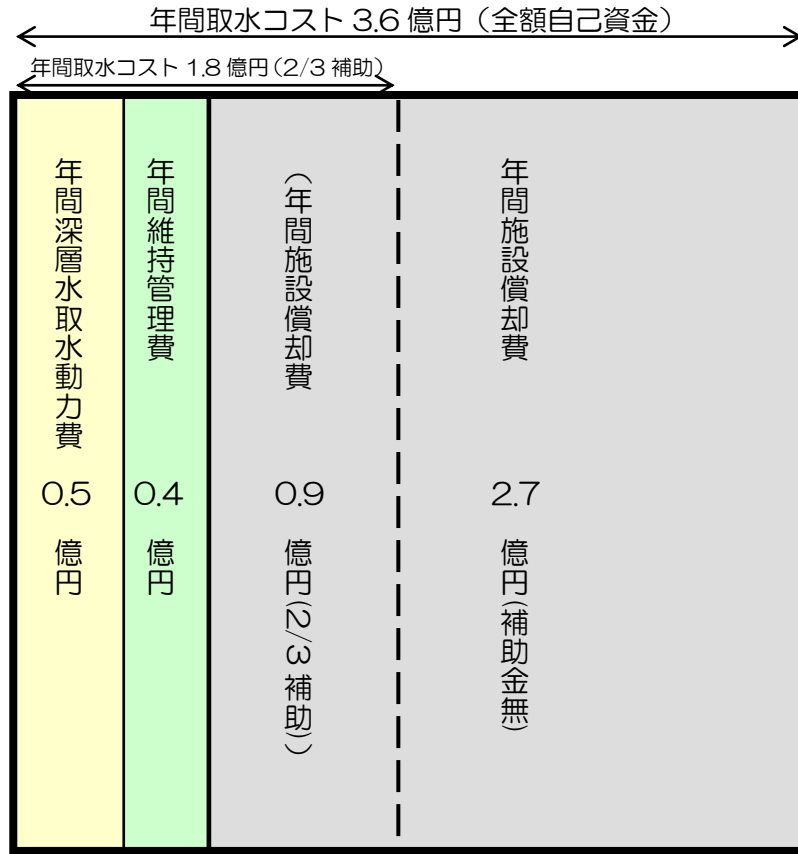 年間取水コスト 3.6 億円（全額自己資金）
年間取水コスト 1.8 億円（2/3 補助）
年間深層水取水動力費 0.5 億円
年間維持管理費 0.4 億円
（年間施設償却費 0.9 億円（2/3 補助））
年間施設償却費 2.7 億円（補助金無）